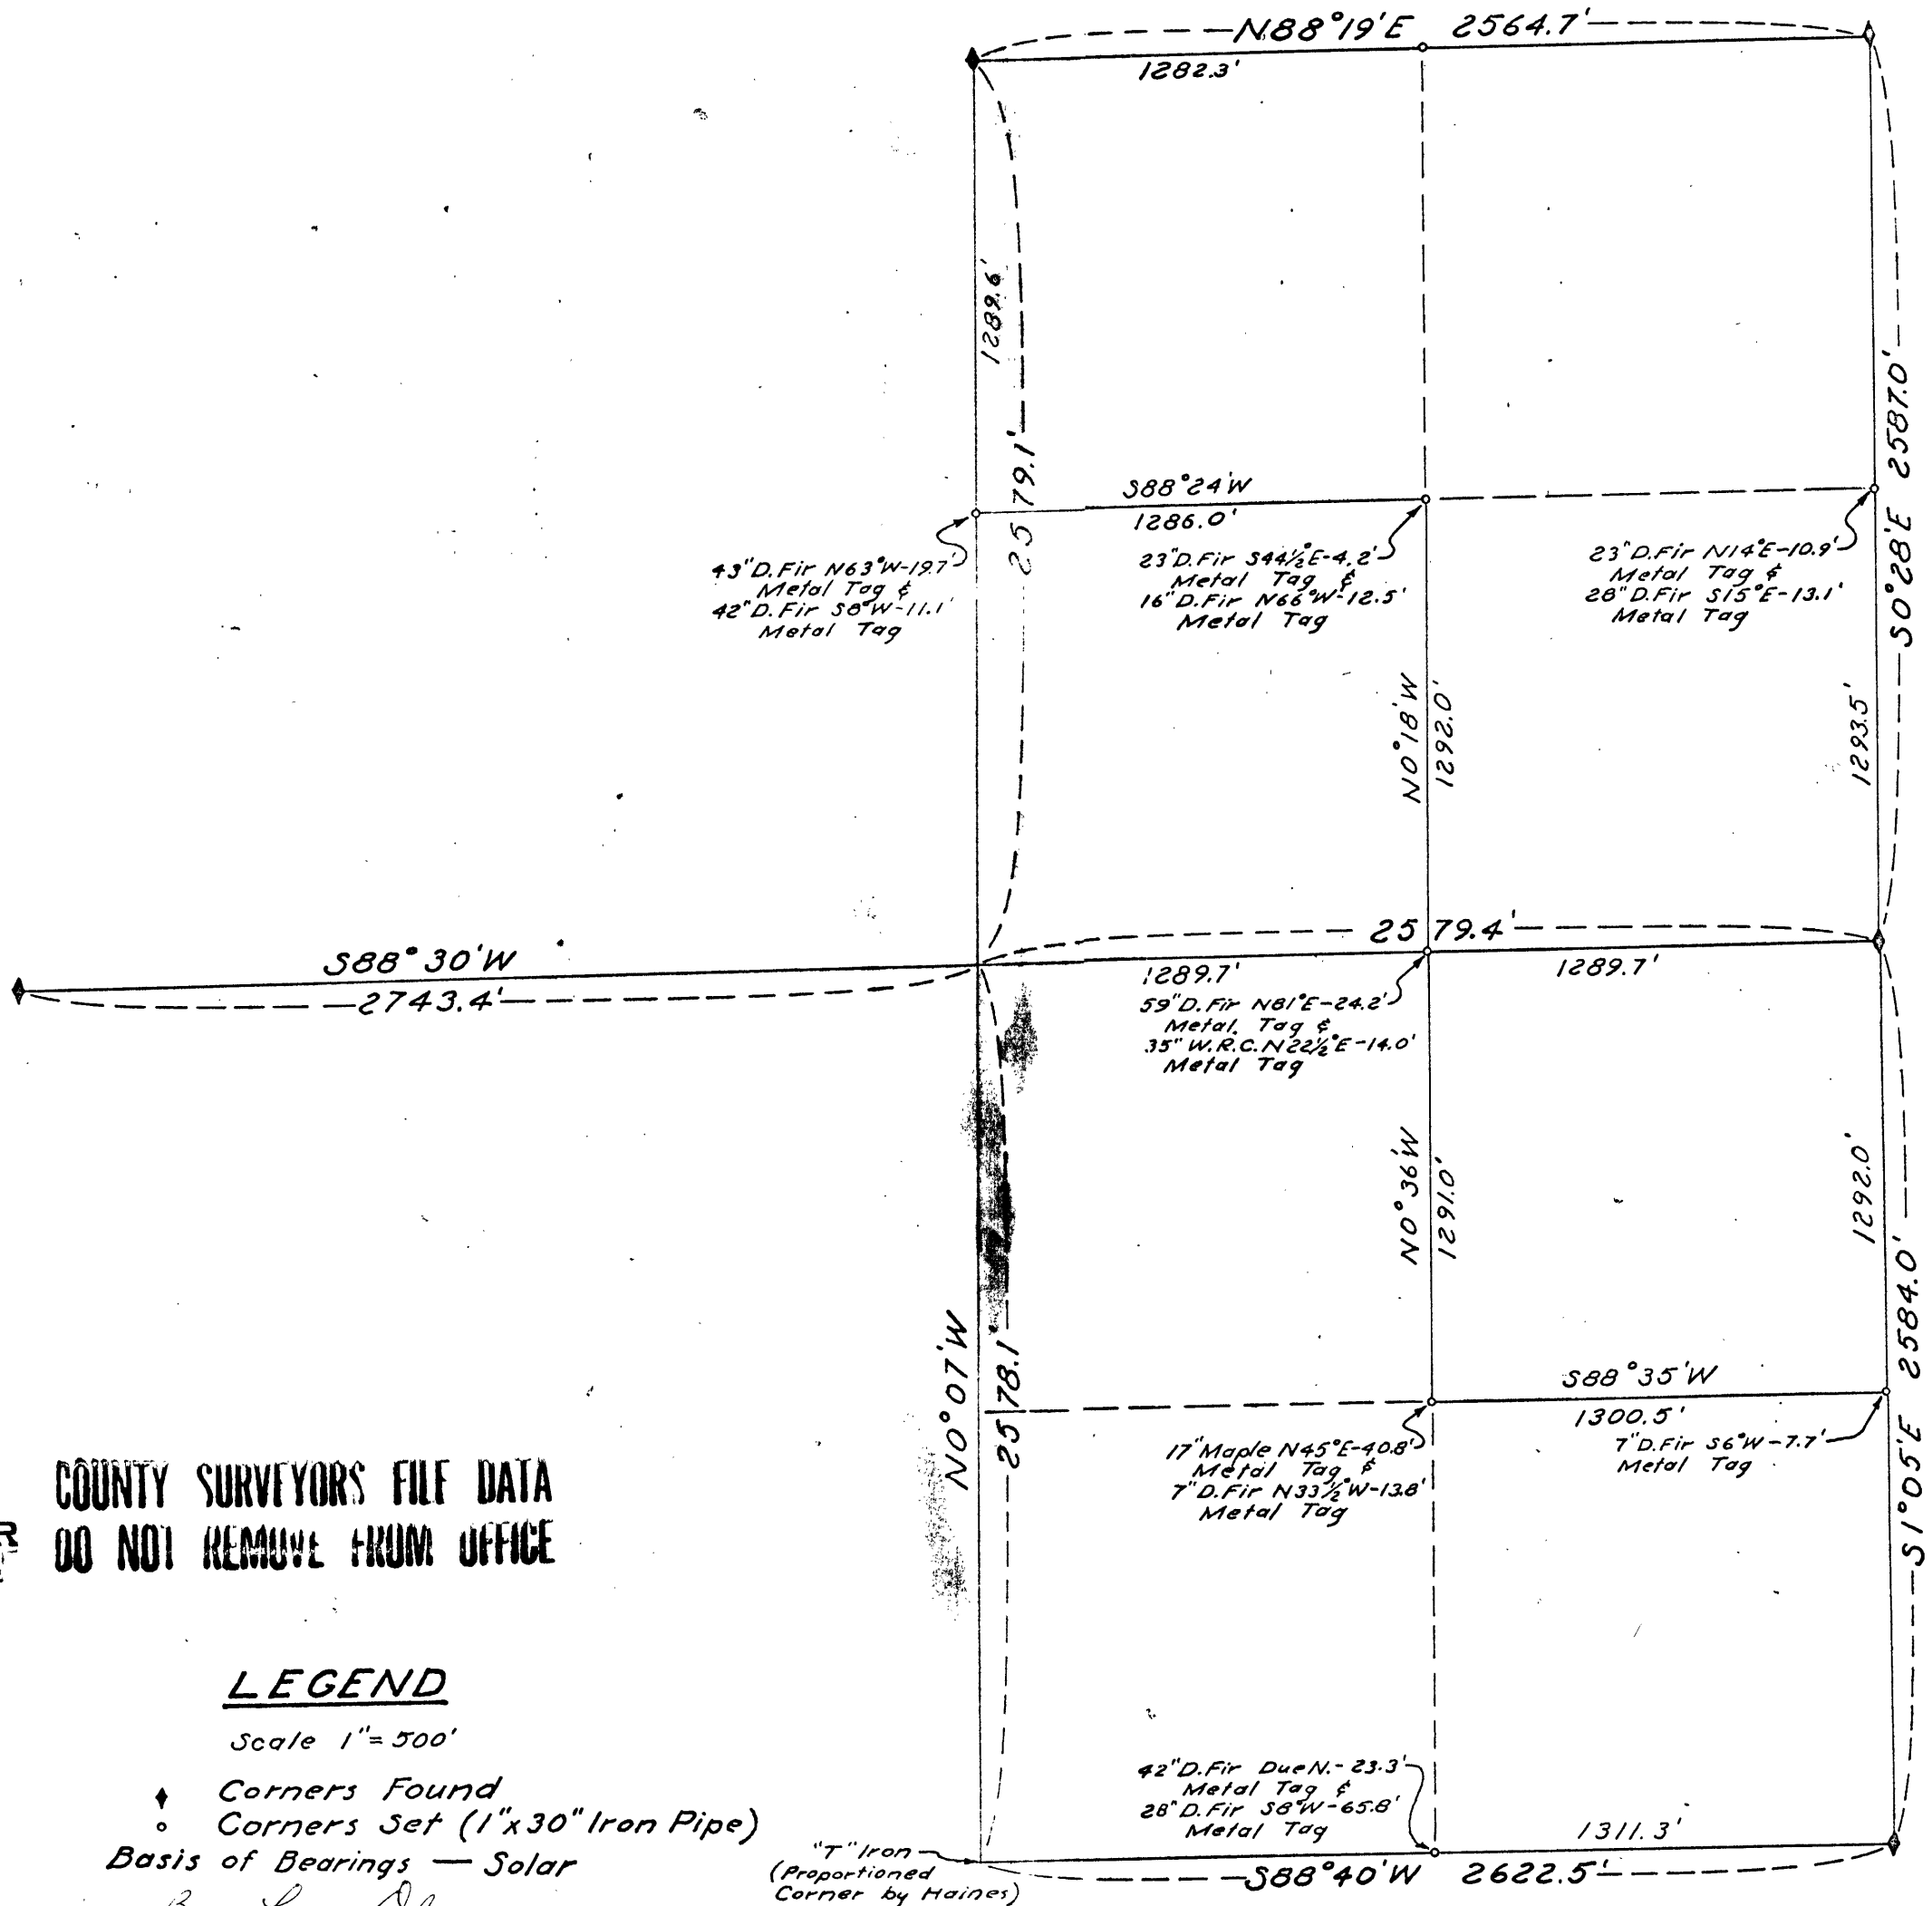 N88°19'E 2564.7'
1282.3'
1289.6'
2579.1'
S0°28'E 2587.0'
S88°24'W
1286.0'
43"D.Fir N63°W-19.7'
Metal Tag &
42"D.Fir S8°W-11.1'
Metal Tag
23"D.Fir S44½°E-4.2'
Metal Tag &
16"D.Fir N66°W-12.5'
Metal Tag
23"D.Fir N14°E-10.9'
Metal Tag &
28"D.Fir S15°E-13.1'
Metal Tag
N0°18'W
1292.0'
1293.5'
S88°30'W
2743.4'
2579.4'
1289.7'
1289.7'
59"D.Fir N81°E-24.2'
Metal. Tag &
35"W.R.C. N22½°E-14.0'
Metal Tag
N0°36'W
1291.0'
1292.0'
N0°07'W
2578.1'
S1°05'E 2584.0'
S88°35'W
1300.5'
17"Maple N45°E-40.8'
Metal Tag &
7"D.Fir N33½°W-13.8'
Metal Tag
7"D.Fir S6°W-7.7'
Metal Tag
COUNTY SURVEYORS FILE DATA
DO NOT REMOVE FROM OFFICE
LEGEND
Scale 1"=500'
Corners Found
Corners Set (1"x30" Iron Pipe)
Basis of Bearings — Solar
42"D.Fir Due N.-23.3'
Metal Tag &
28"D.Fir S8°W-65.8'
Metal Tag
"T" Iron
(Proportioned
Corner by Haines)
1311.3'
S88°40'W 2622.5'